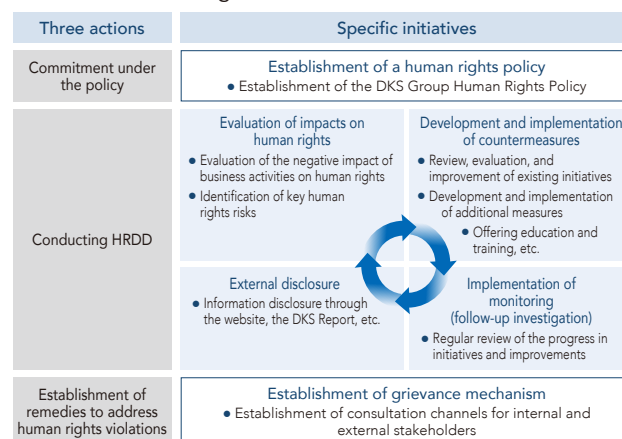 Three actions
Specific initiatives
Commitment under
the policy
Establishment of a human rights policy
● Establishment of the DKS Group Human Rights Policy
Conducting HRDD
Evaluation of impacts on
human rights
● Evaluation of the negative impact of
business activities on human rights
● Identification of key human
rights risks
Development and implementation
of countermeasures
● Review, evaluation, and
improvement of existing initiatives
● Development and implementation
of additional measures
● Offering education and
training, etc.
External disclosure
● Information disclosure through
the website, the DKS Report, etc.
Implementation of
monitoring
(follow-up investigation)
● Regular review of the progress in
initiatives and improvements
Establishment of
remedies to address
human rights violations
Establishment of grievance mechanism
● Establishment of consultation channels for internal and
external stakeholders